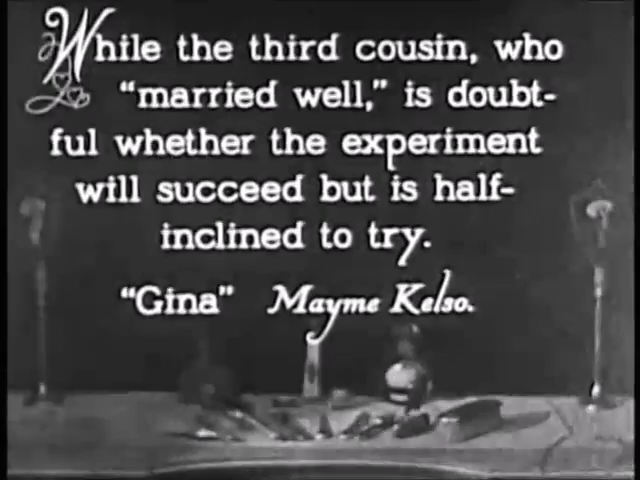 While the third cousin, who
"married well," is doubt-
ful whether the experiment
will succeed but is half-
inclined to try.
"Gina" Mayme Kelso.